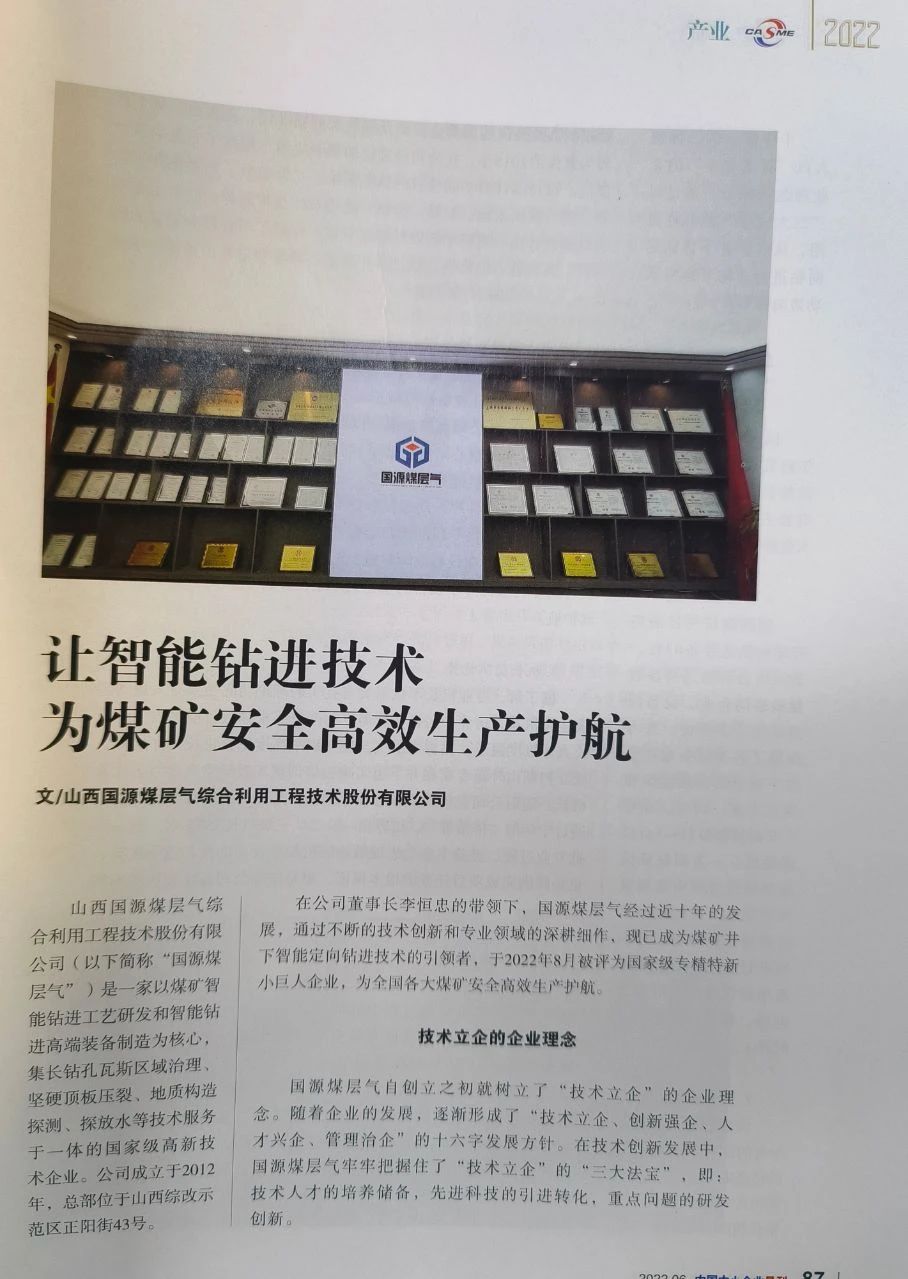 产业 CASME 2022
国源煤层气
让智能钻进技术
为煤矿安全高效生产护航
文/山西国源煤层气综合利用工程技术股份有限公司
山西国源煤层气综
合利用工程技术股份有限
公司（以下简称“国源煤
层气”）是一家以煤矿智
能钻进工艺研发和智能钻
进高端装备制造为核心，
集长钻孔瓦斯区域治理、
坚硬顶板压裂、地质构造
探测、探放水等技术服务
于一体的国家级高新技
术企业。公司成立于2012
年，总部位于山西综改示
范区正阳街43号。
在公司董事长李恒忠的带领下，国源煤层气经过近十年的发
展，通过不断的技术创新和专业领域的深耕细作，现已成为煤矿井
下智能定向钻进技术的引领者，于2022年8月被评为国家级专精特新
小巨人企业，为全国各大煤矿安全高效生产护航。
技术立企的企业理念
国源煤层气自创立之初就树立了“技术立企”的企业理
念。随着企业的发展，逐渐形成了“技术立企、创新强企、人
才兴企、管理治企”的十六字发展方针。在技术创新发展中，
国源煤层气牢牢把握住了“技术立企”的“三大法宝”，即：
技术人才的培养储备，先进科技的引进转化，重点问题的研发
创新。
87